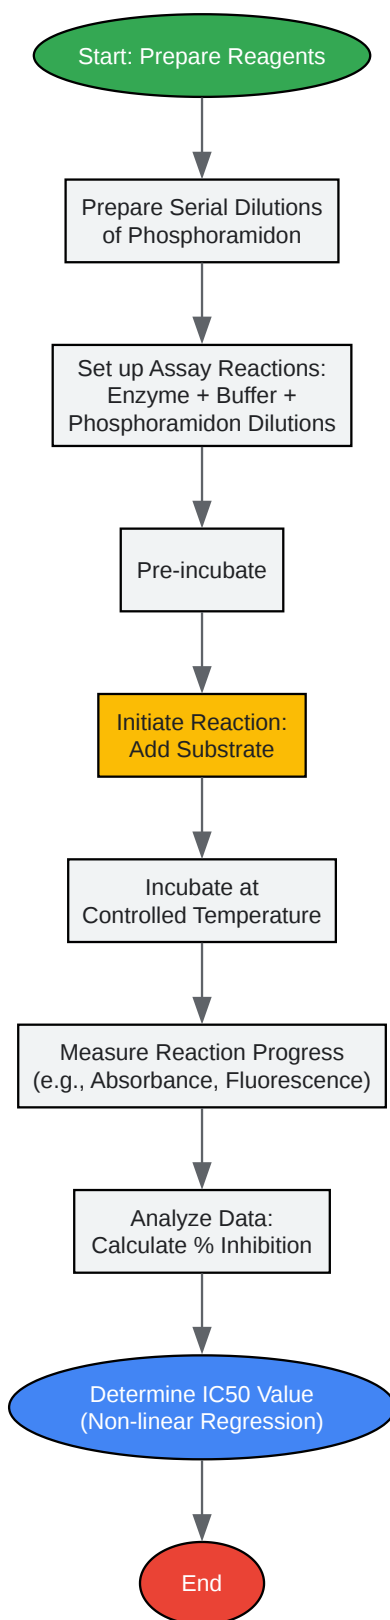 Start: Prepare Reagents
Prepare Serial Dilutions
of Phosphoramidon
Set up Assay Reactions:
Enzyme + Buffer +
Phosphoramidon Dilutions
Pre-incubate
Initiate Reaction:
Add Substrate
Incubate at
Controlled Temperature
Measure Reaction Progress
(e.g., Absorbance, Fluorescence)
Analyze Data:
Calculate % Inhibition
Determine IC50 Value
(Non-linear Regression)
End